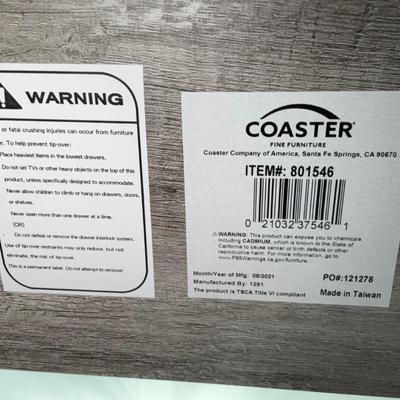 WARNING
or fatal crushing injuries can occur from furniture
To help prevent tip-over:
Place heaviest items in the lowest drawers.
Do not set TVs or other heavy objects on the top of this
product, unless specifically designed to accommodate.
Never allow children to climb or hang on drawers, doors,
or shelves.
Never open more than one drawer at a time,
(OR)
Do not defeat or remove the drawer interlock system.
Use of tip-over restraints may only reduce, but not
eliminate, the risk of tip-over.
This is a permanent label. Do not attempt to remove!
COASTER
FINE FURNITURE
Coaster Company of America, Santa Fe Springs, CA 90670
ITEM#: 801546
0 21032 37546 1
WARNING: This product can expose you to chemicals
including CADMIUM, which is known to the State of
California to cause cancer or birth defects or other
reproductive harm. For more information, go to
www.P65Warnings.ca.gov/furniture.
Month/Year of Mfg: 08/2021
Manufactured By: 1291
The product is TSCA Title VI compliant
PO#:121278
Made in Taiwan